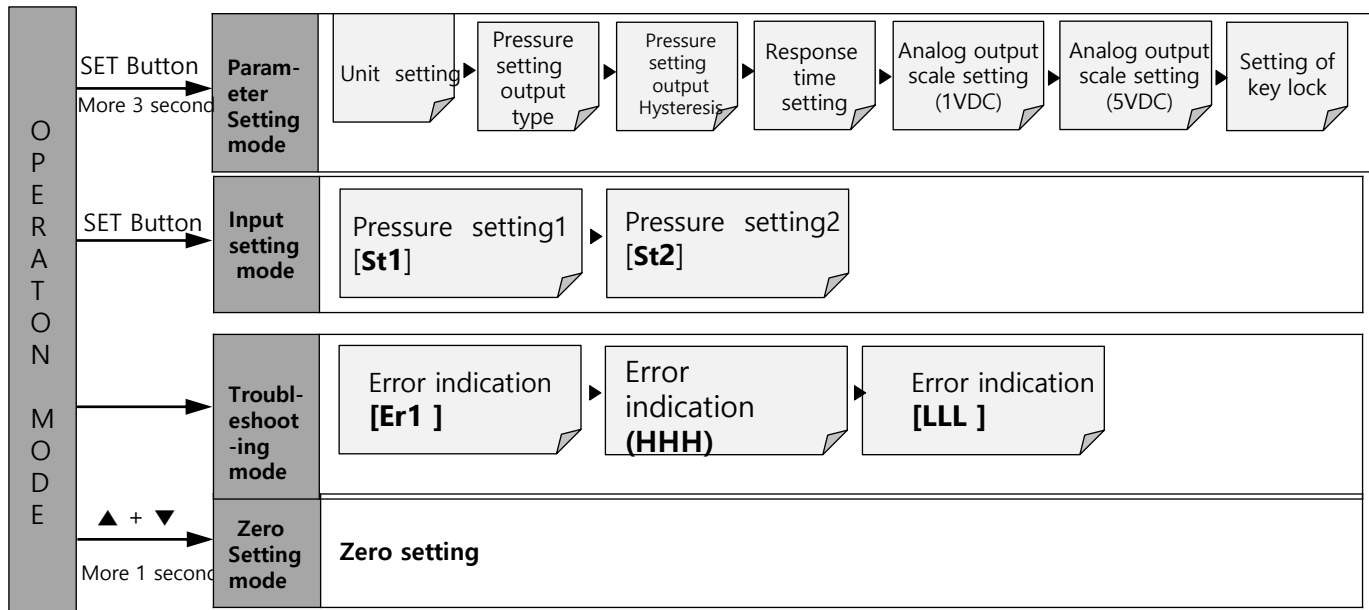 OPERATON MODE
SET Button
More 3 second
Param-
eter
Setting
mode
Unit setting
Pressure
setting
output
type
Pressure
setting
output
Hysteresis
Response
time
setting
Analog output
scale setting
(1VDC)
Analog output
scale setting
(5VDC)
Setting of
key lock
SET Button
Input
setting
mode
Pressure setting1
[St1]
Pressure setting2
[St2]
Troubl-
eshoot
-ing
mode
Error indication
[Er1 ]
Error
indication
(HHH)
Error indication
[LLL ]
▲ + ▼
More 1 second
Zero
Setting
mode
Zero setting